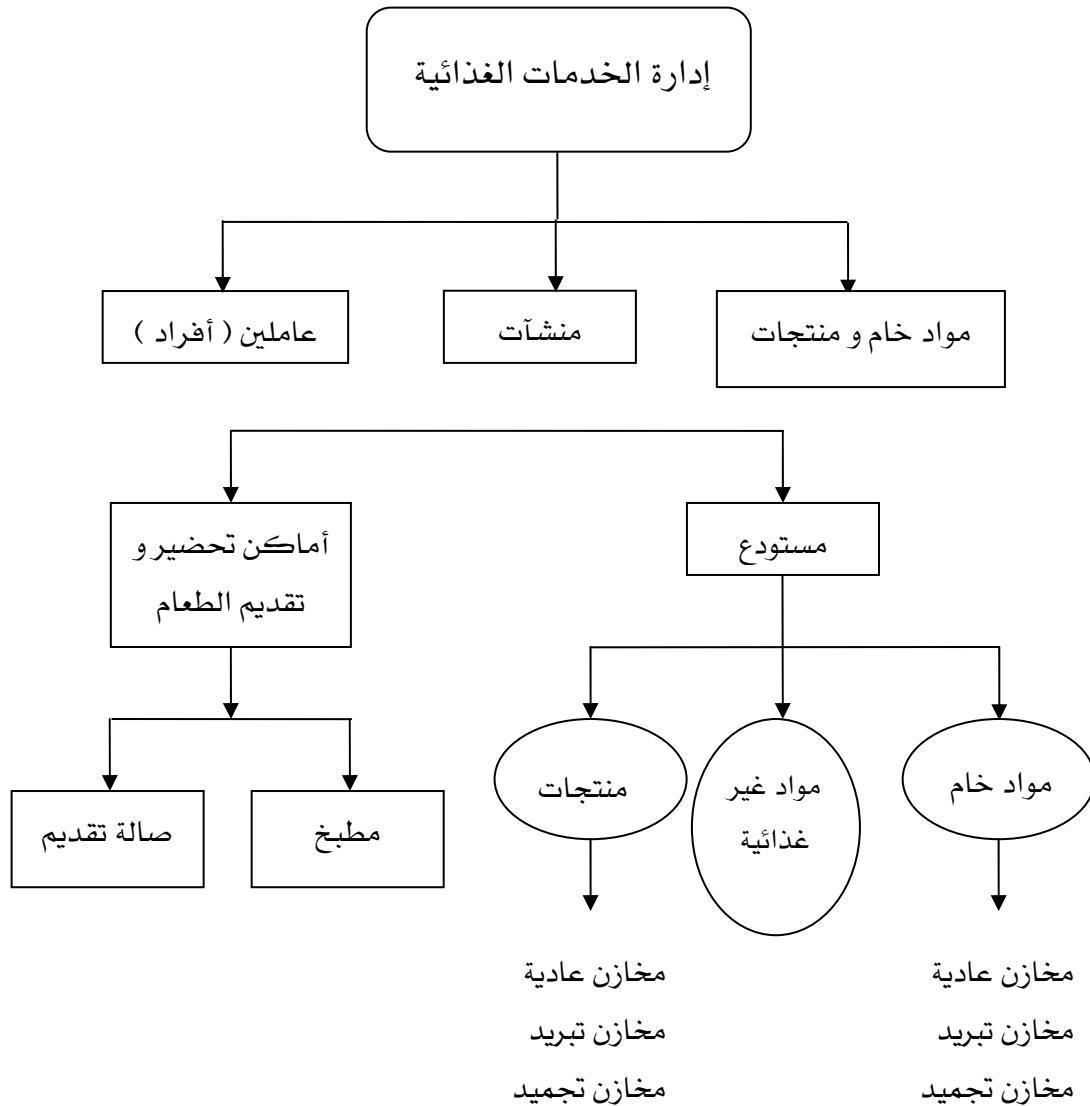 إدارة الخدمات الغذائية
مواد خام و منتجات
منشآت
عاملين ( أفراد )
مستودع
أماكن تحضير و
تقديم الطعام
مواد خام
مواد غير
غذائية
منتجات
مطبخ
صالة تقديم
مخازن عادية
مخازن تبريد
مخازن تجميد
مخازن عادية
مخازن تبريد
مخازن تجميد